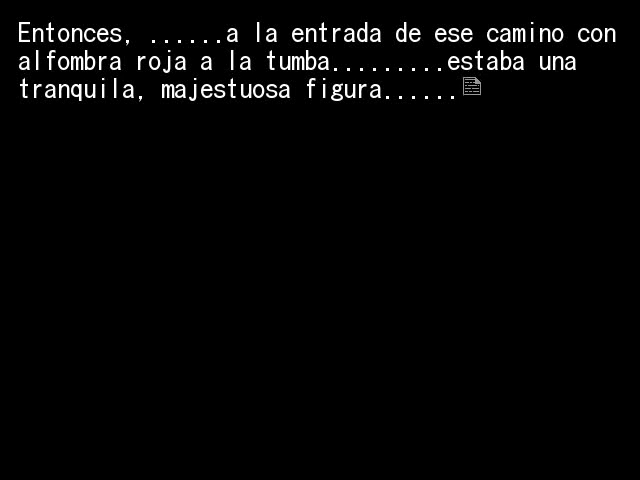 Entonces, ......a la entrada de ese camino con
alfombra roja a la tumba.........estaba una
tranquila, majestuosa figura......